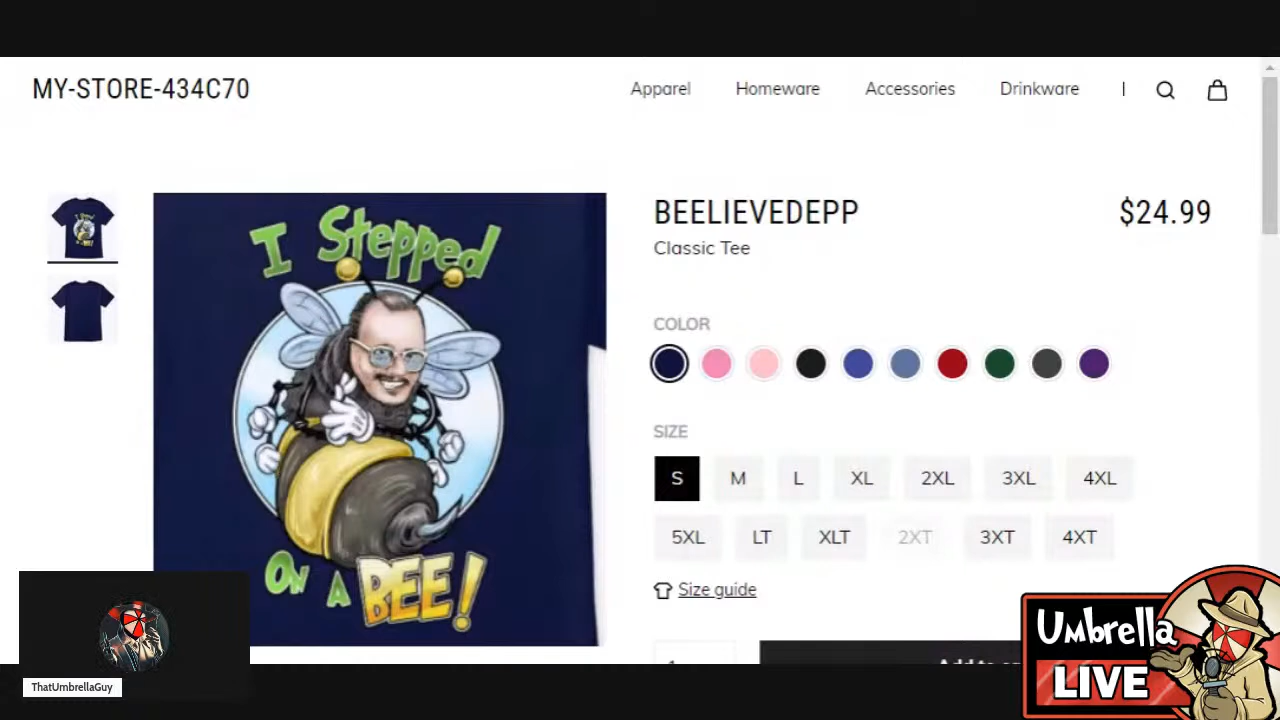 MY-STORE-434C70
Apparel
Homeware
Accessories
Drinkware
I Stepped
On A BEE!
BEELIEVEDEPP
$24.99
Classic Tee
COLOR
SIZE
S
M
L
XL
2XL
3XL
4XL
5XL
LT
XLT
2XT
3XT
4XT
Size guide
ThatUmbrellaGuy
Umbrella
LIVE